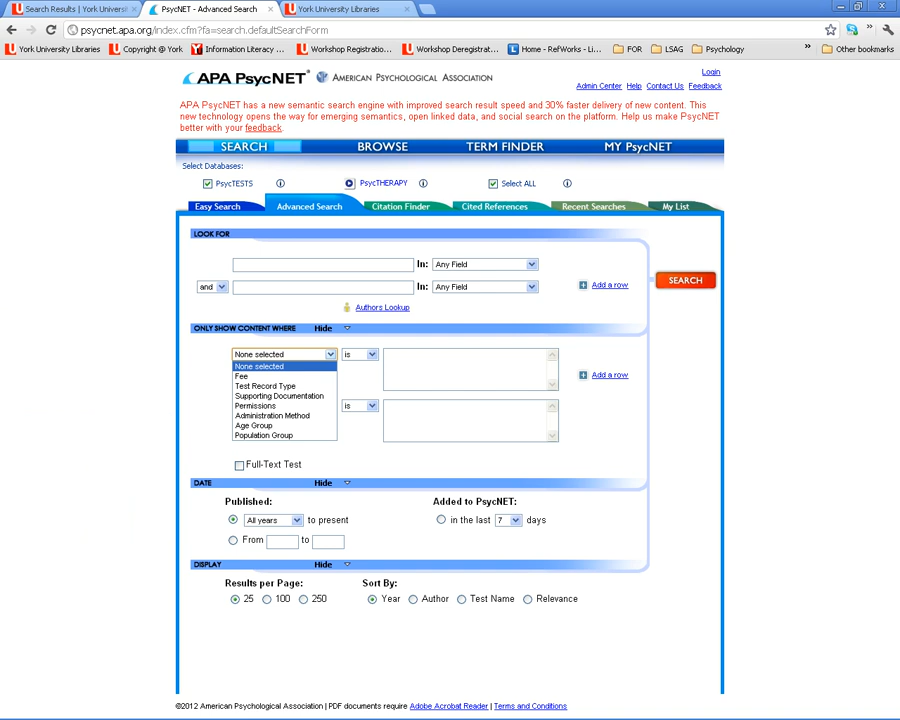 Search Results | York Universit
PsycNET - Advanced Search
York University Libraries
psycnet.apa.org/index.cfm?fa=search.defaultSearchForm
York University Libraries Copyright @ York Information Literacy ... Workshop Registratio... Workshop Deregistrat... Home - RefWorks - Li... FOR LSAG Psychology » Other bookmarks
APA PsycNET® AMERICAN PSYCHOLOGICAL ASSOCIATION
Login
Admin Center Help Contact Us Feedback
APA PsycNET has a new semantic search engine with improved search result speed and 30% faster delivery of new content. This
new technology opens the way for emerging semantics, open linked data, and social search on the platform. Help us make PsycNET
better with your feedback.
SEARCH BROWSE TERM FINDER MY PsycNET
Select Databases:
PsycTESTS PsycTHERAPY Select ALL
Easy Search Advanced Search Citation Finder Cited References Recent Searches My List
LOOK FOR
In: Any Field
and In: Any Field Add a row
SEARCH
Authors Lookup
ONLY SHOW CONTENT WHERE Hide
None selected is
None selected
Fee
Test Record Type
Supporting Documentation
Permissions
Administration Method
Age Group
Population Group
Add a row
is
Full-Text Test
DATE Hide
Published: Added to PsycNET:
All years to present in the last 7 days
From to
DISPLAY Hide
Results per Page: Sort By:
25 100 250 Year Author Test Name Relevance
©2012 American Psychological Association | PDF documents require Adobe Acrobat Reader | Terms and Conditions